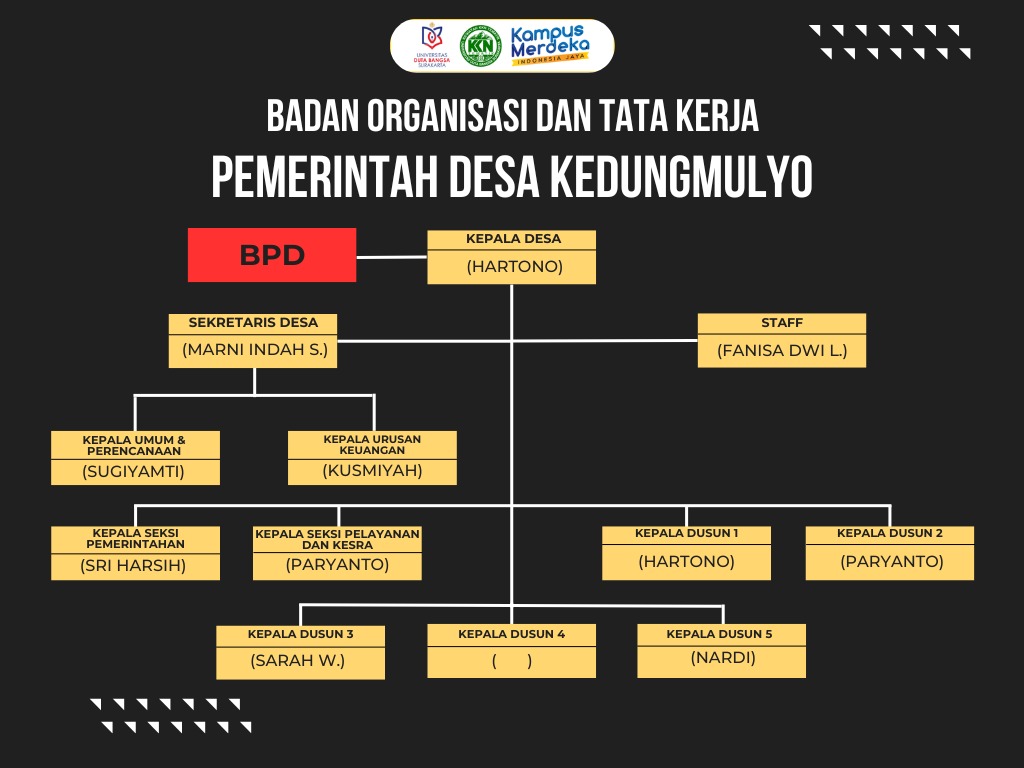 UNIVERSITAS
DUTA BANGSA
SURAKARTA
KKN
Kampus
Merdeka
INDONESIA JAYA
BADAN ORGANISASI DAN TATA KERJA
PEMERINTAH DESA KEDUNGMULYO
BPD
KEPALA DESA
(HARTONO)
SEKRETARIS DESA
(MARNI INDAH S.)
STAFF
(FANISA DWI L.)
KEPALA UMUM &
PERENCANAAN
(SUGIYAMTI)
KEPALA URUSAN
KEUANGAN
(KUSMIYAH)
KEPALA SEKSI
PEMERINTAHAN
(SRI HARSIH)
KEPALA SEKSI PELAYANAN
DAN KESRA
(PARYANTO)
KEPALA DUSUN 1
(HARTONO)
KEPALA DUSUN 2
(PARYANTO)
KEPALA DUSUN 3
(SARAH W.)
KEPALA DUSUN 4
( )
KEPALA DUSUN 5
(NARDI)